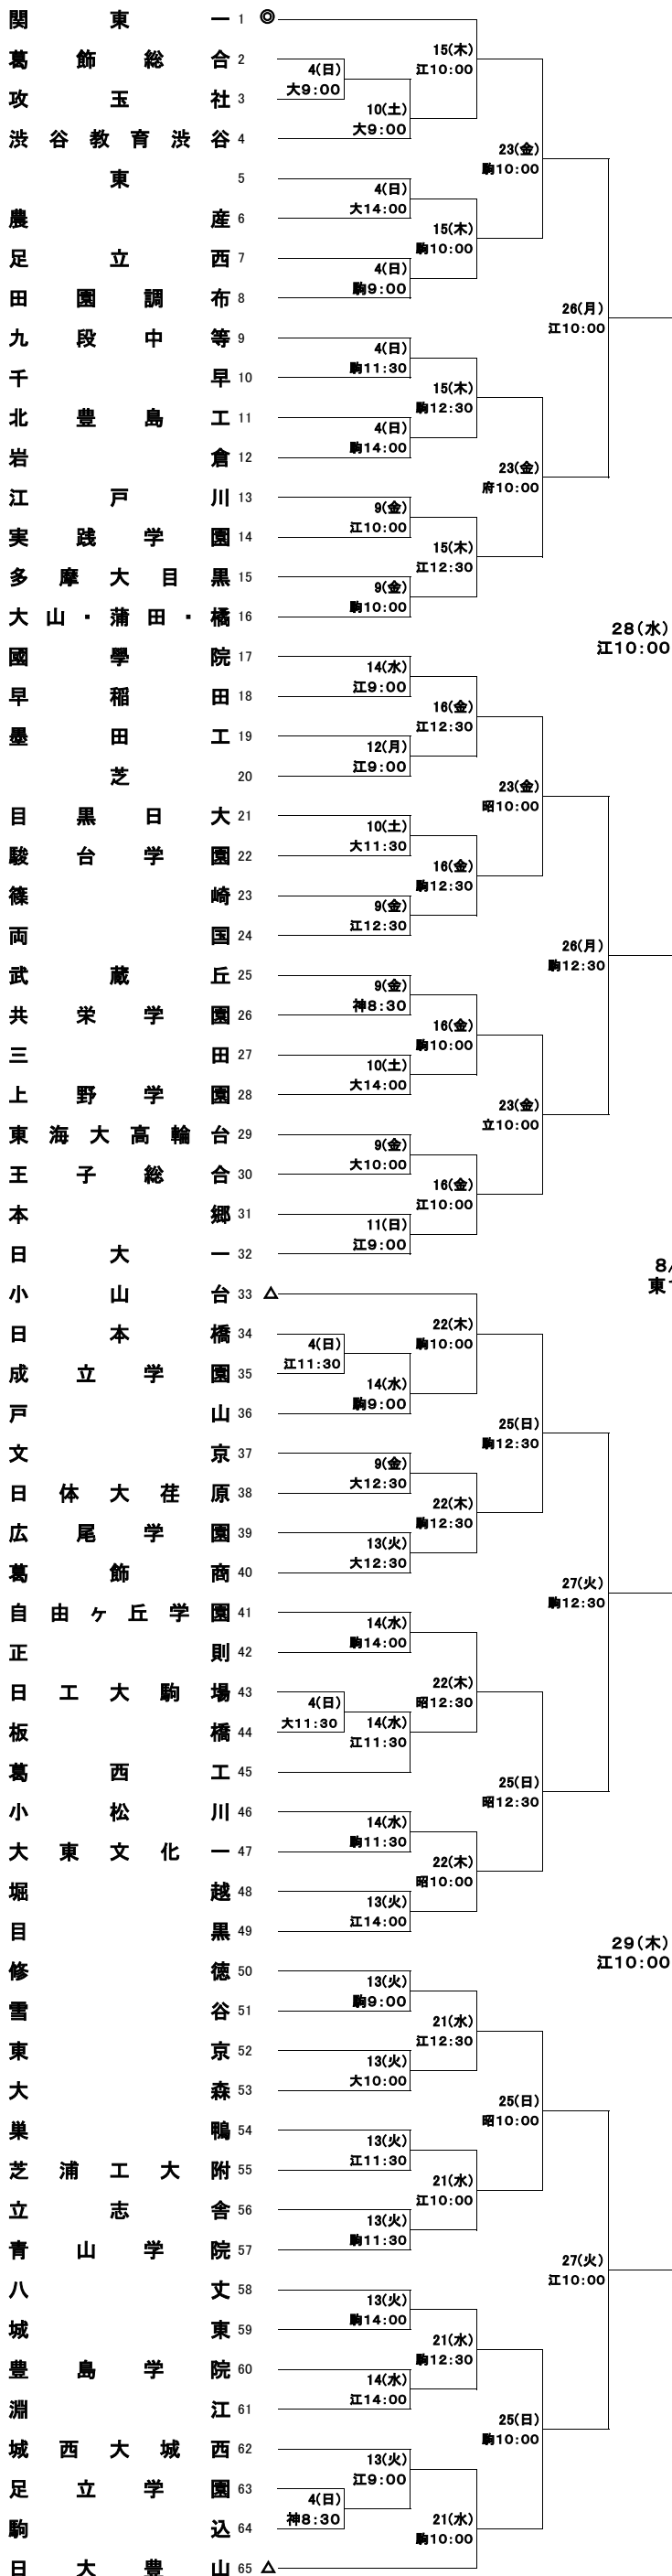 関東一 1 ◎
葛飾総合 2
攻玉社 3
渋谷教育渋谷 4
東 5
農産 6
足立西 7
田園調布 8
九段中等 9
千早 10
北豊島工 11
岩倉 12
江戸川 13
実践学園 14
多摩大目黒 15
大山・蒲田・橘 16
國學院 17
早稲田 18
墨田工 19
芝 20
目黒日大 21
駿台学園 22
篠崎 23
両国 24
武蔵丘 25
共栄学園 26
三田 27
上野学園 28
東海大高輪台 29
王子総合 30
本郷 31
日大一 32
小山台 33 △
日本橋 34
成立学園 35
戸山 36
文京 37
日体大荏原 38
広尾学園 39
葛飾商 40
自由ヶ丘学園 41
正則 42
日工大駒場 43
板橋 44
葛西工 45
小松川 46
大東文化一 47
堀越 48
目黒 49
修徳 50
雪谷 51
東京 52
大森 53
巣鴨 54
芝浦工大附 55
立志舎 56
青山学院 57
八丈 58
城東 59
豊島学院 60
淵江 61
城西大城西 62
足立学園 63
駒込 64
日大豊山 65 △
4(日)
大9:00
4(日)
江11:30
4(日)
大11:30
4(日)
神8:30
10(土)
大9:00
4(日)
大14:00
4(日)
駒9:00
4(日)
駒11:30
4(日)
駒14:00
9(金)
江10:00
9(金)
駒10:00
14(水)
江9:00
12(月)
江9:00
10(土)
大11:30
9(金)
江12:30
9(金)
神8:30
10(土)
大14:00
9(金)
大10:00
11(日)
江9:00
14(水)
駒9:00
9(金)
大12:30
13(火)
大12:30
14(水)
駒14:00
14(水)
江11:30
14(水)
駒11:30
13(火)
江14:00
13(火)
駒9:00
13(火)
大10:00
13(火)
江11:30
13(火)
駒11:30
13(火)
駒14:00
14(水)
江14:00
13(火)
江9:00
15(木)
江10:00
15(木)
駒10:00
15(木)
駒12:30
15(木)
江12:30
16(金)
江12:30
16(金)
駒12:30
16(金)
駒10:00
16(金)
江10:00
22(木)
駒10:00
22(木)
駒12:30
22(木)
昭12:30
22(木)
昭10:00
21(水)
江12:30
21(水)
江10:00
21(水)
駒12:30
21(水)
駒10:00
23(金)
駒10:00
23(金)
府10:00
23(金)
昭10:00
23(金)
立10:00
25(日)
駒12:30
25(日)
昭12:30
25(日)
昭10:00
25(日)
駒10:00
26(月)
江10:00
26(月)
駒12:30
27(火)
駒12:30
27(火)
江10:00
28(水)
江10:00
29(木)
江10:00
8/
東1